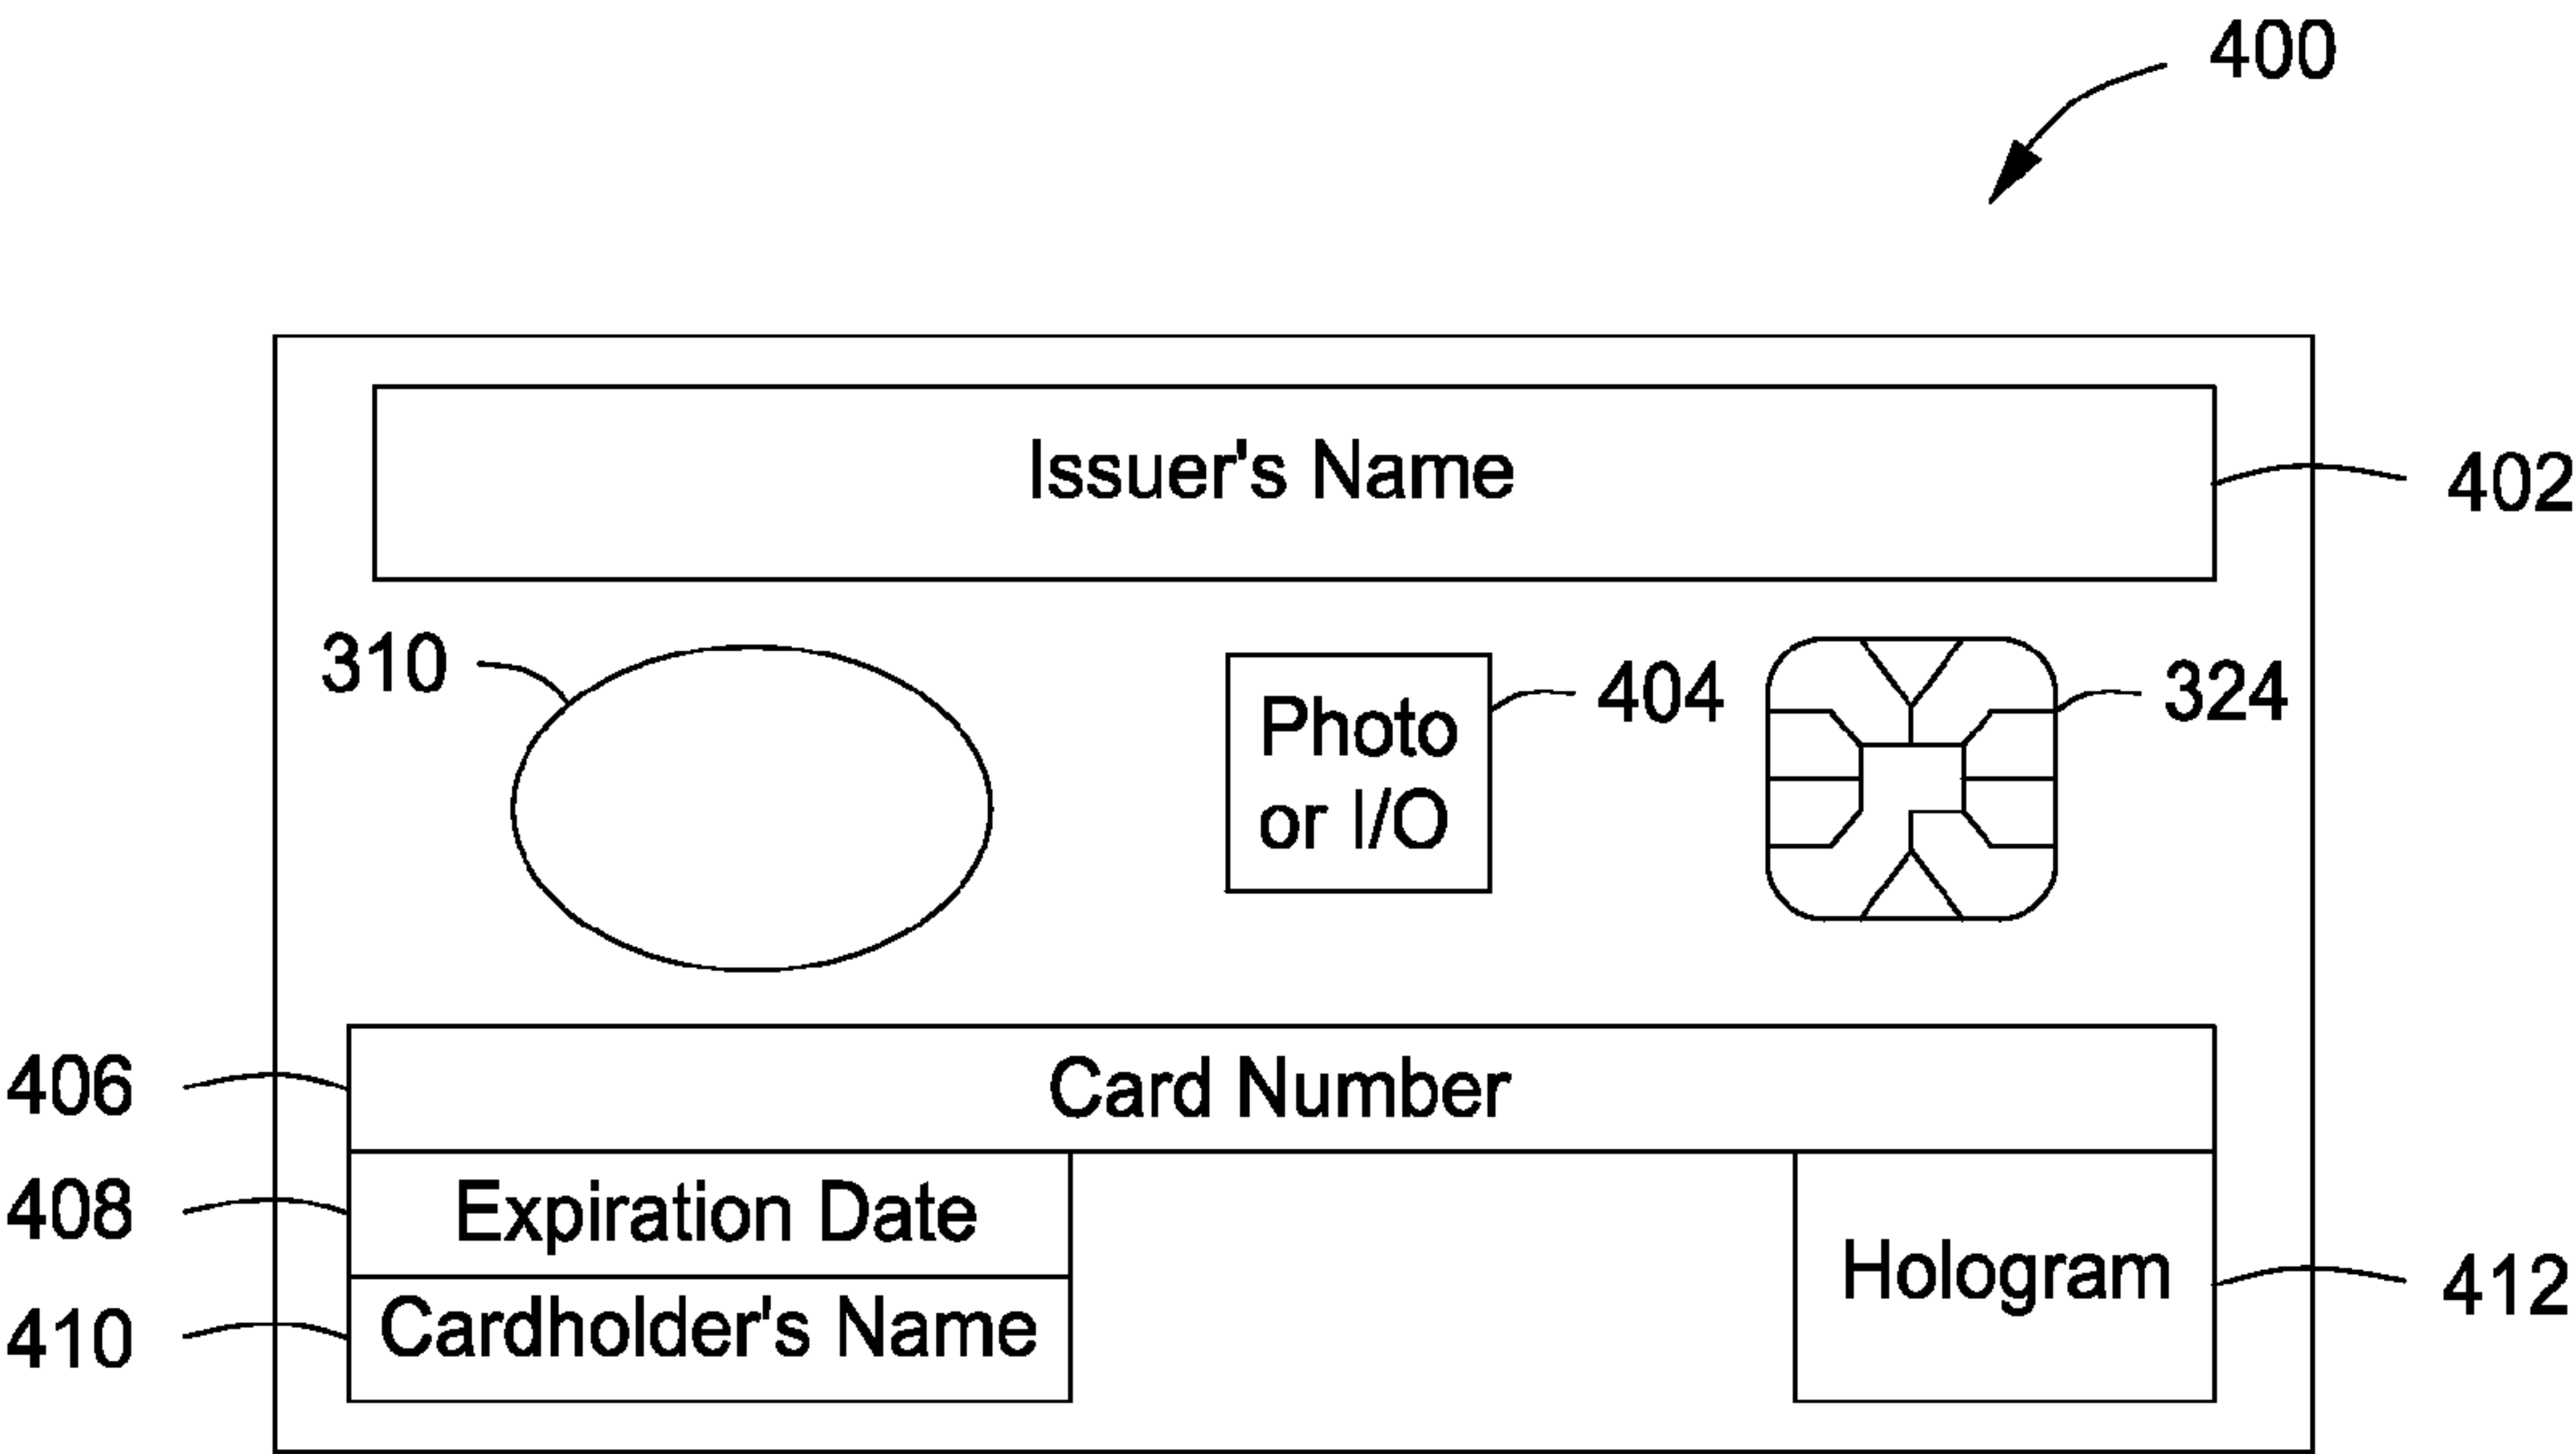 400
Issuer's Name
402
310
Photo
or I/O
404
324
406
Card Number
408
Expiration Date
Hologram
412
410
Cardholder's Name